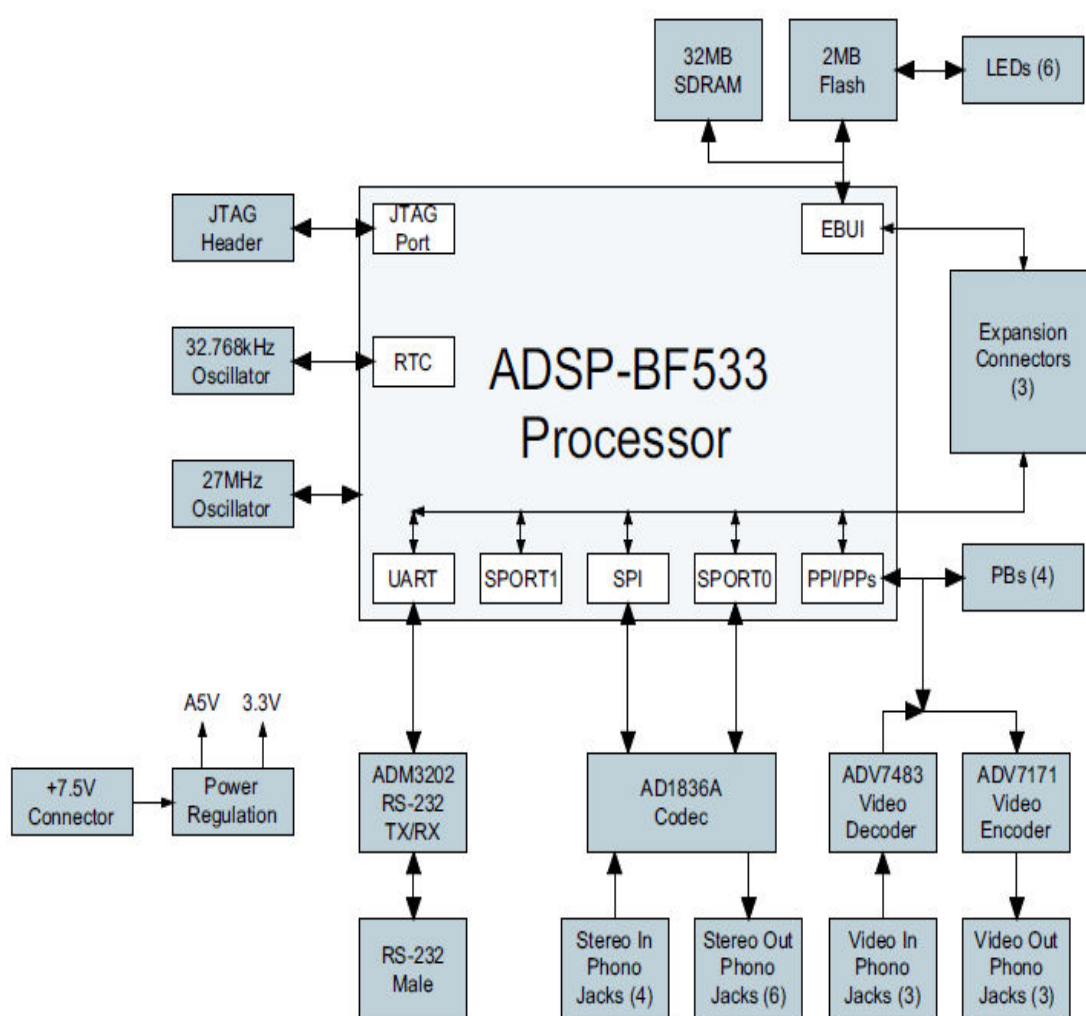 32MB
SDRAM
2MB
Flash
LEDs (6)
JTAG
Header
JTAG
Port
EBUI
32.768kHz
Oscillator
RTC
ADSP-BF533
Processor
Expansion
Connectors
(3)
27MHz
Oscillator
UART
SPORT1
SPI
SPORT0
PPI/PPs
PBs (4)
A5V
3.3V
+7.5V
Connector
Power
Regulation
ADM3202
RS-232
TX/RX
AD1836A
Codec
ADV7483
Video
Decoder
ADV7171
Video
Encoder
RS-232
Male
Stereo In
Phono
Jacks (4)
Stereo Out
Phono
Jacks (6)
Video In
Phono
Jacks (3)
Video Out
Phono
Jacks (3)